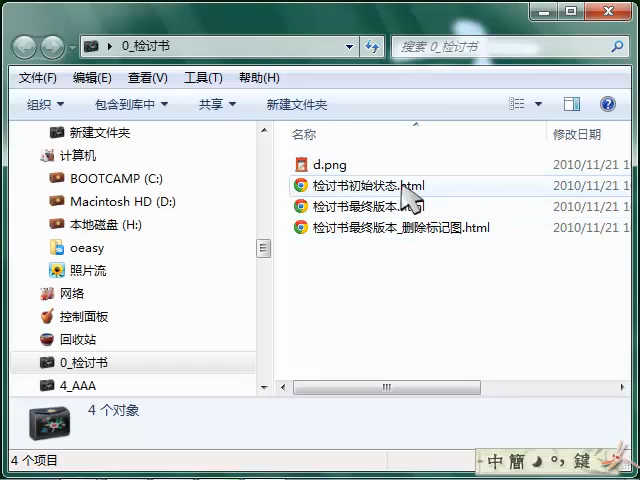 0_检讨书
搜索 0_检讨书
文件(F) 编辑(E) 查看(V) 工具(T) 帮助(H)
组织 包含到库中 共享 新建文件夹
新建文件夹
计算机
BOOTCAMP (C:)
Macintosh HD (D:)
本地磁盘 (H:)
oeasy
照片流
网络
控制面板
回收站
0_检讨书
4_AAA
名称 修改日期
d.png 2010/11/21 16
检讨书初始状态.html 2010/11/21 1
检讨书最终版本.html 2010/11/21 1
检讨书最终版本_删除标记图.html 2010/11/21 1
4 个对象
4 个项目
中 簡 鍵